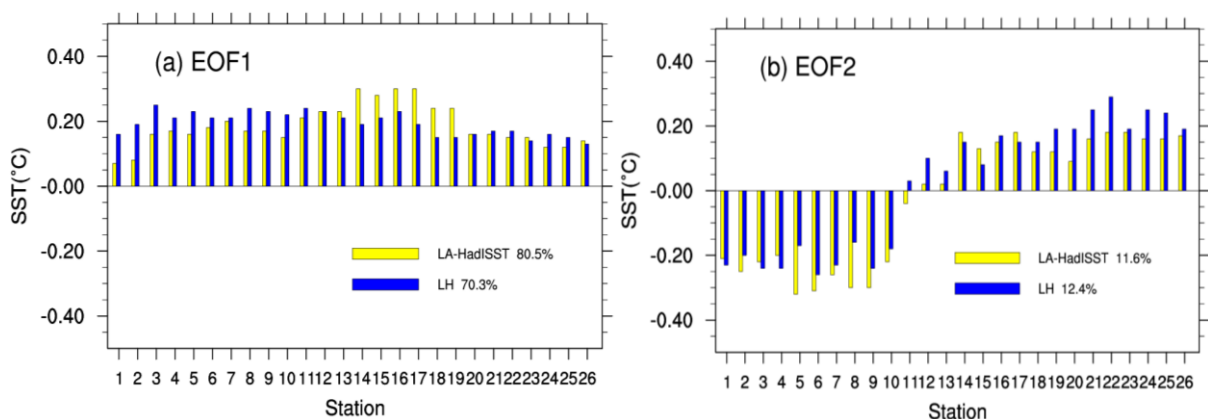 (a) EOF1
SST(°C)
0.40
0.20
-0.00
-0.20
-0.40
LA-HadISST 80.5%
LH 70.3%
1 2 3 4 5 6 7 8 9 10 11 12 13 14 15 16 17 18 19 20 21 22 23 24 25 26
Station
(b) EOF2
SST(°C)
0.40
0.20
-0.00
-0.20
-0.40
LA-HadISST 11.6%
LH 12.4%
1 2 3 4 5 6 7 8 9 10 11 12 13 14 15 16 17 18 19 20 21 22 23 24 25 26
Station